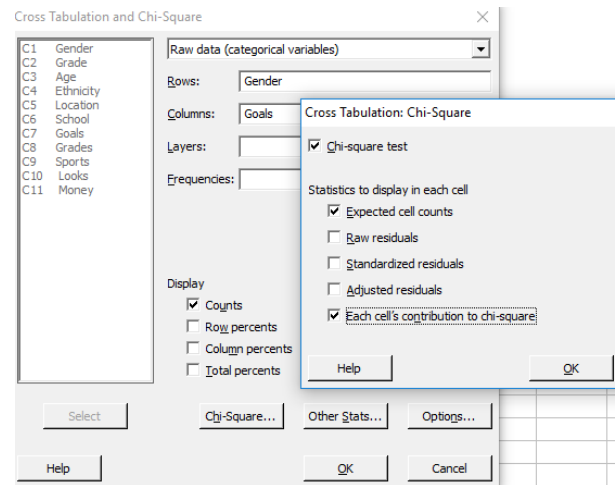 Cross Tabulation and Chi-Square
C1 Gender
C2 Grade
C3 Age
C4 Ethnicity
C5 Location
C6 School
C7 Goals
C8 Grades
C9 Sports
C10 Looks
C11 Money
Raw data (categorical variables)
Rows: Gender
Columns: Goals
Layers:
Frequencies:
Display
Counts
Row percents
Column percents
Total percents
Select
Chi-Square...
Other Stats...
Options...
Help
OK
Cancel
Cross Tabulation: Chi-Square
Chi-square test
Statistics to display in each cell
Expected cell counts
Raw residuals
Standardized residuals
Adjusted residuals
Each cell's contribution to chi-square
Help
OK